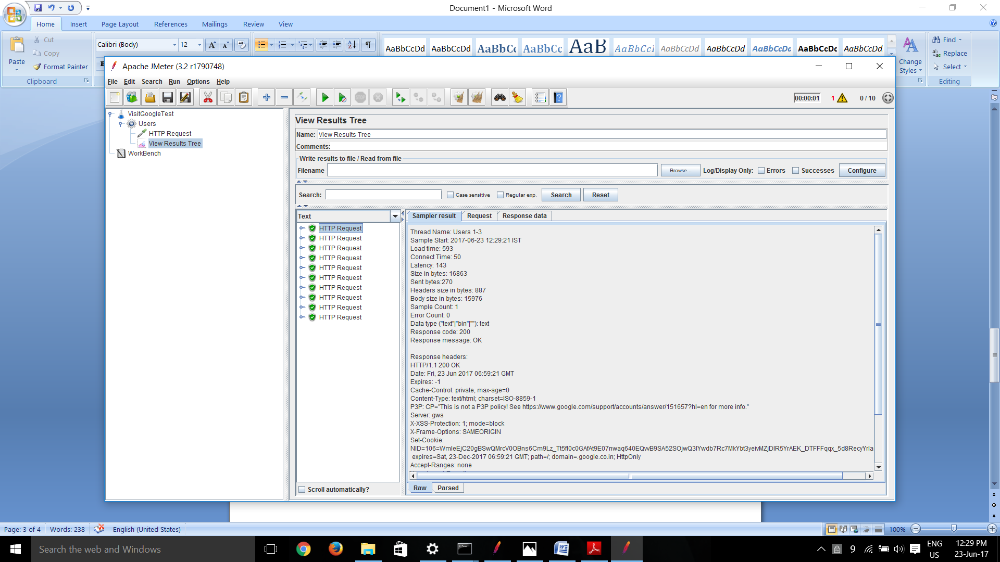 Document1 - Microsoft Word
Home Insert Page Layout References Mailings Review View
Paste
Cut
Copy
Format Painter
Clipboard
Calibri (Body) 12
AaBbCcDd AaBbCcDd AaBbCc AaBbCc AaB AaBbCcI AaBbCcDd AaBbCcDd AaBbCcDd AaBbCcDc AaBbCcDd
Change Styles
Find
Replace
Select
Editing
Apache JMeter (3.2 r1790748)
File Edit Search Run Options Help
00:00:01 1 0 / 10
VisitGoogleTest
Users
HTTP Request
View Results Tree
WorkBench
View Results Tree
Name: View Results Tree
Comments:
Write results to file / Read from file
Filename Browse... Log/Display Only: Errors Successes Configure
Search: Case sensitive Regular exp. Search Reset
Text
HTTP Request
HTTP Request
HTTP Request
HTTP Request
HTTP Request
HTTP Request
HTTP Request
HTTP Request
HTTP Request
HTTP Request
Scroll automatically?
Sampler result Request Response data
Thread Name: Users 1-3
Sample Start: 2017-06-23 12:29:21 IST
Load time: 593
Connect Time: 50
Latency: 143
Size in bytes: 16863
Sent bytes:270
Headers size in bytes: 887
Body size in bytes: 15976
Sample Count: 1
Error Count: 0
Data type ("text"|"bin"|""): text
Response code: 200
Response message: OK
Response headers:
HTTP/1.1 200 OK
Date: Fri, 23 Jun 2017 06:59:21 GMT
Expires: -1
Cache-Control: private, max-age=0
Content-Type: text/html; charset=ISO-8859-1
P3P: CP="This is not a P3P policy! See https://www.google.com/support/accounts/answer/151657?hl=en for more info."
Server: gws
X-XSS-Protection: 1; mode=block
X-Frame-Options: SAMEORIGIN
Set-Cookie:
expires=Sat, 23-Dec-2017 06:59:21 GMT; path=/; domain=.google.co.in; HttpOnly
Accept-Ranges: none
Raw Parsed
Page: 3 of 4 Words: 238 English (United States) 100%
Search the web and Windows
9
ENG
US
12:29 PM
23-Jun-17